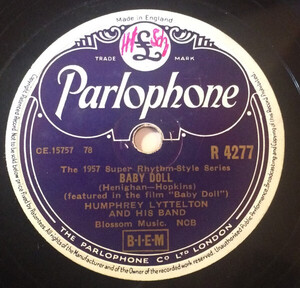 Made in England
£
TRADE MARK
Parlophone
CE.15757 78
R 4277
The 1957 Super Rhythm-Style Series
BABY DOLL
(Henighan-Hopkins)
(featured in the film "Baby Doll")
HUMPHREY LYTTELTON
AND HIS BAND
Blossom Music. NCB
B·I·E·M
THE PARLOPHONE CO LTD LONDON